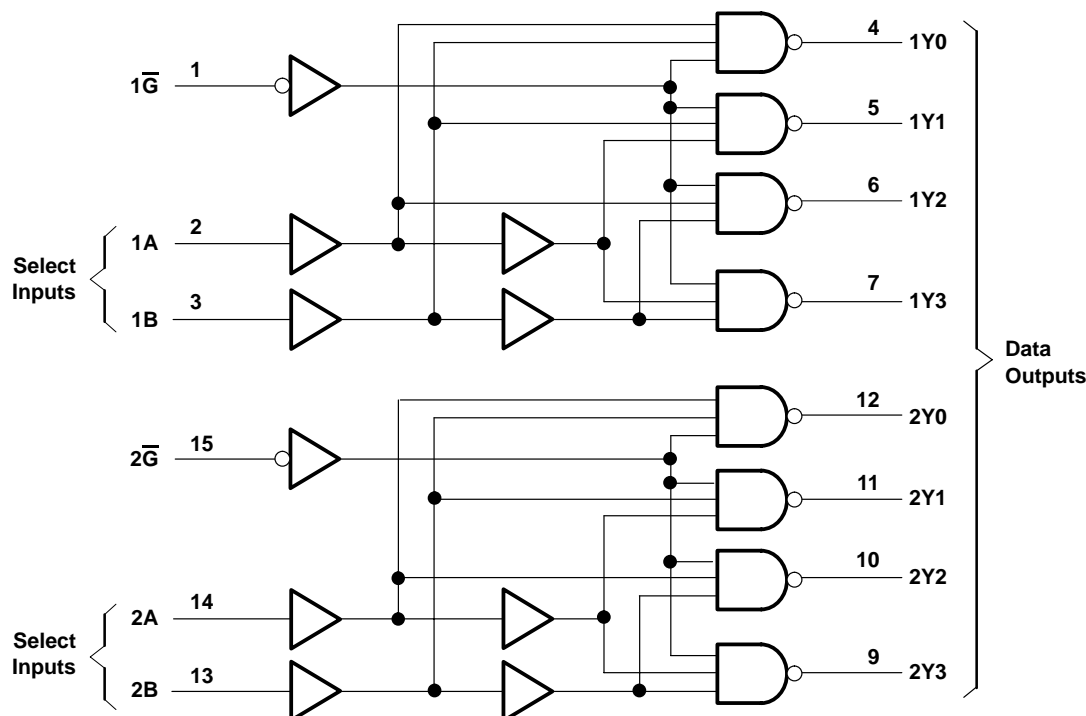 4
1Y0
1G̅ 1
5
1Y1
6
1Y2
Select
Inputs
1A 2
1B 3
7
1Y3
Data
Outputs
12
2Y0
2G̅ 15
11
2Y1
10
2Y2
Select
Inputs
2A 14
2B 13
9
2Y3